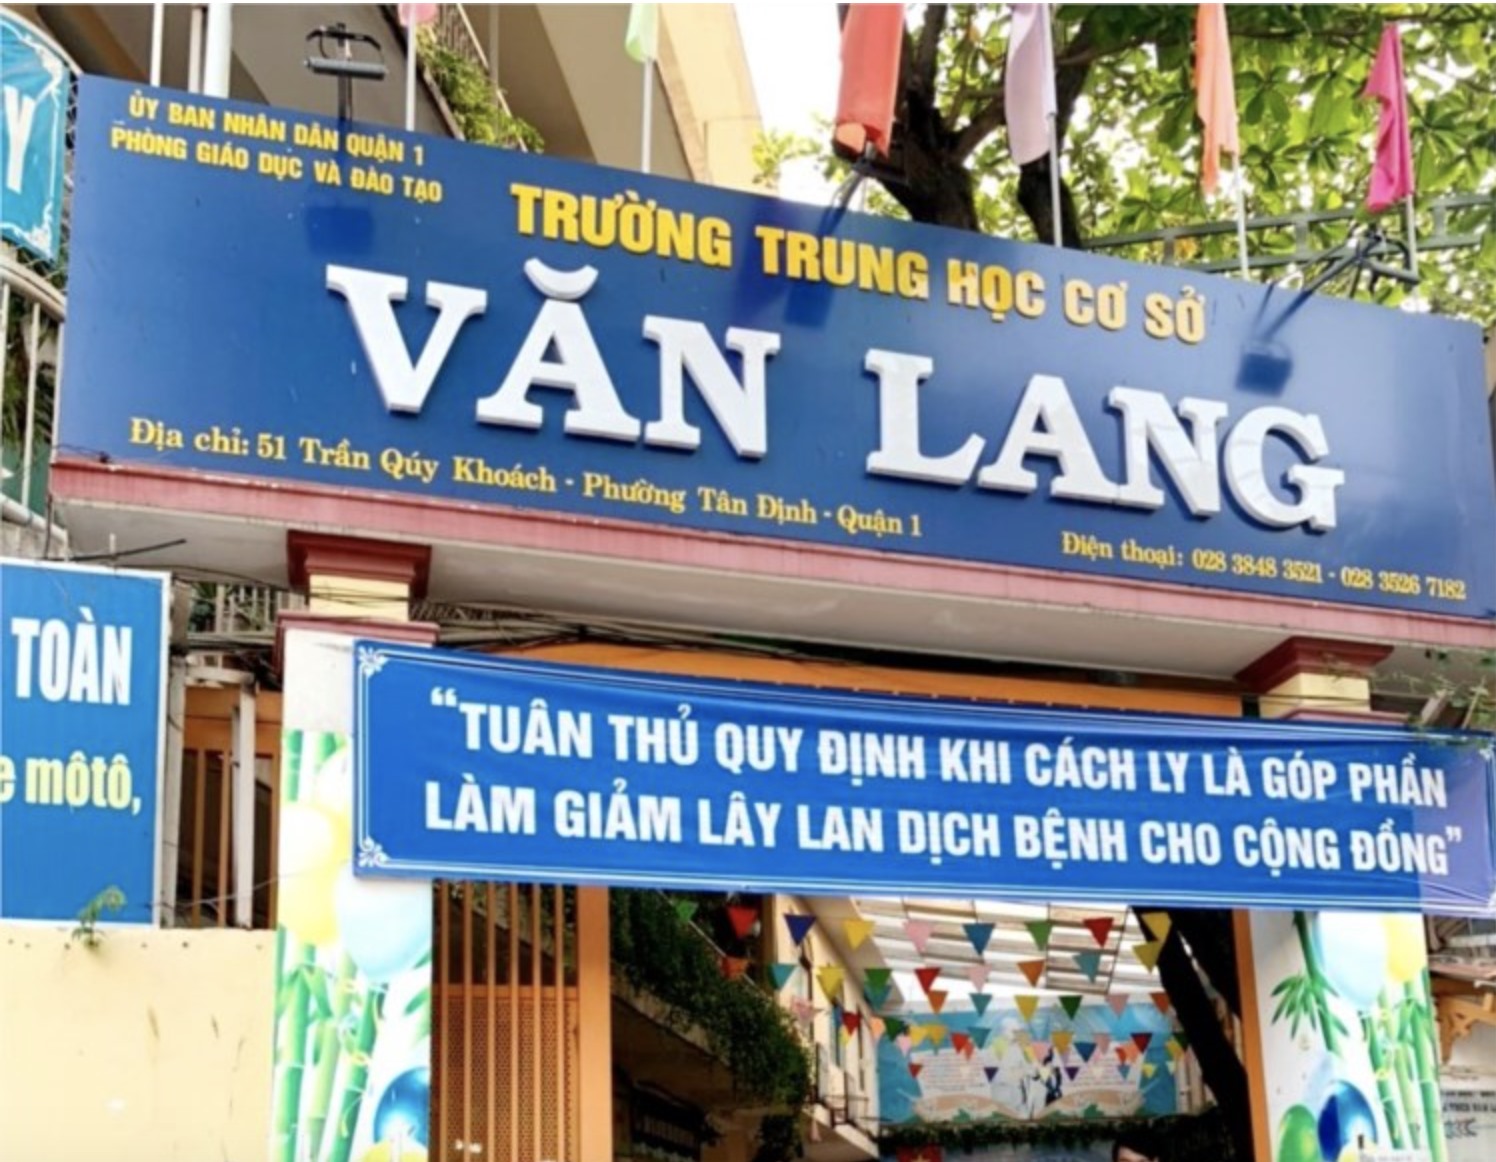 Y
ỦY BAN NHÂN DÂN QUẬN 1
PHÒNG GIÁO DỤC VÀ ĐÀO TẠO
TRƯỜNG TRUNG HỌC CƠ SỞ
VĂN LANG
Địa chỉ: 51 Trần Qúy Khoách - Phường Tân Định - Quận 1
Điện thoại: 028 3848 3521 - 028 3526 7182
TOÀN
e môtô,
"TUÂN THỦ QUY ĐỊNH KHI CÁCH LY LÀ GÓP PHẦN
LÀM GIẢM LÂY LAN DỊCH BỆNH CHO CỘNG ĐỒNG"